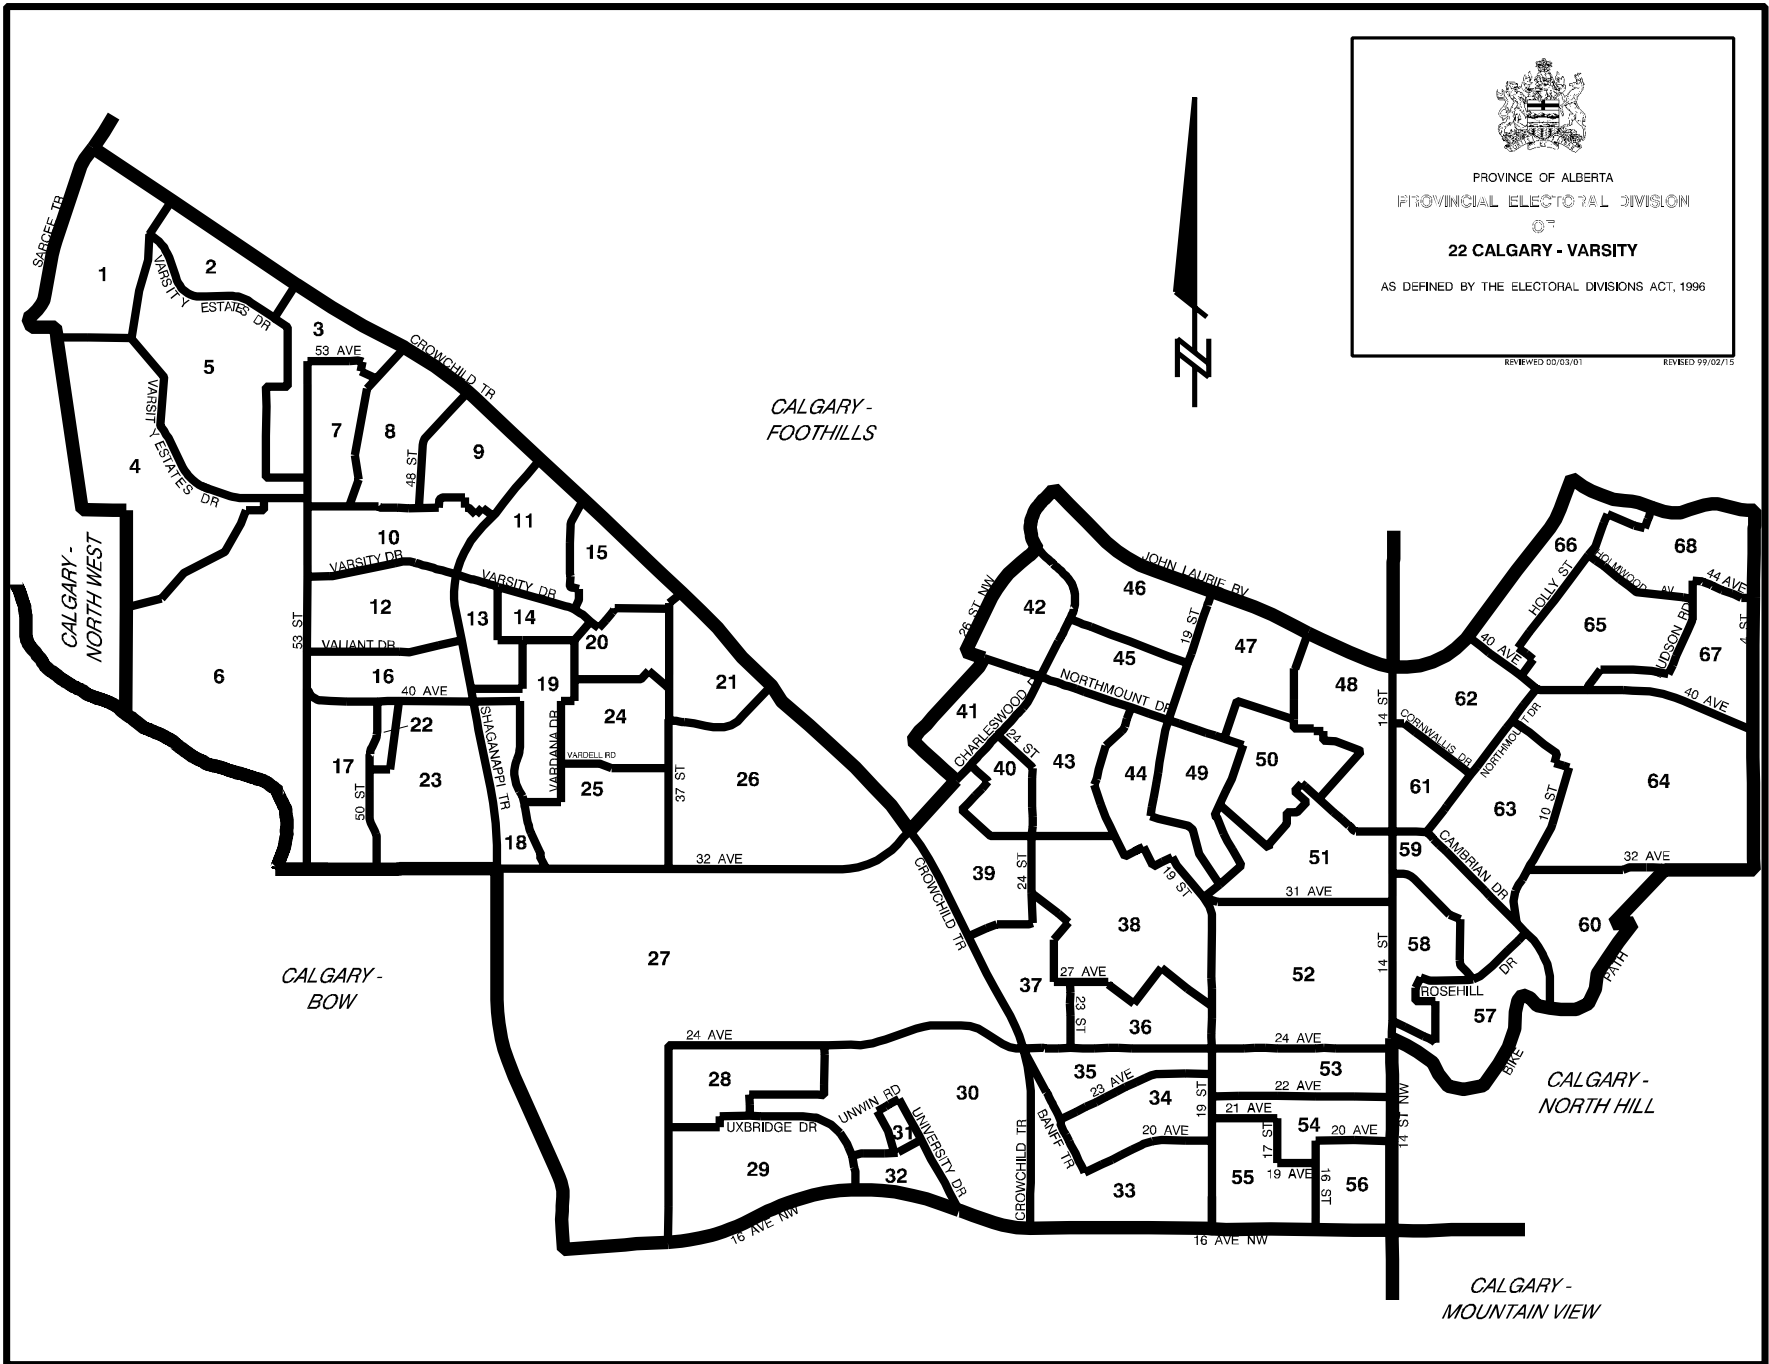 PROVINCE OF ALBERTA
PROVINCIAL ELECTORAL DIVISION
OF
22 CALGARY - VARSITY
AS DEFINED BY THE ELECTORAL DIVISIONS ACT, 1996
REVIEWED 00/03/01
REVISED 99/02/15
SARCEE TR
1
2
VARSITY ESTATES DR
3
53 AVE
CROWCHILD TR
5
4
VARSITY ESTATES DR
7
8
48 ST
9
CALGARY -
FOOTHILLS
CALGARY -
NORTH WEST
10
11
15
VARSITY DR
VARSITY DR
12
13
14
53 ST
VALIANT DR
20
6
16
40 AVE
19
21
22
SHAGANAPPI TR
VARDANA DR
24
VARDELL RD
17
50 ST
23
25
37 ST
26
18
32 AVE
27
CALGARY -
BOW
JOHN LAURIE BV
26 ST NW
42
46
19 ST
47
45
NORTHMOUNT DR
48
14 ST
41
CHARLESWOOD D
24 ST
40
43
44
49
50
39
24 ST
CROWCHILD TR
19 ST
51
31 AVE
38
37
27 AVE
23 ST
36
52
14 ST
24 AVE
66
68
HOLLY ST
HOLMWOOD AV
44 AVE
65
UDSON RD
67
4 ST
40 AVE
40 AVE
62
CORNWALLIS DR
NORTHMOUNT DR
61
63
10 ST
64
59
CAMBRIAN DR
32 AVE
60
58
ROSEHILL DR
57
BIKE PATH
CALGARY -
NORTH HILL
24 AVE
28
UXBRIDGE DR
UNWIN RD
31
UNIVERSITY DR
30
29
32
16 AVE NW
CROWCHILD TR
BANFF TR
35
23 AVE
34
20 AVE
33
19 ST
53
22 AVE
21 AVE
17 ST
54
20 AVE
19 AVE
16 ST
55
56
14 ST NW
16 AVE NW
CALGARY -
MOUNTAIN VIEW